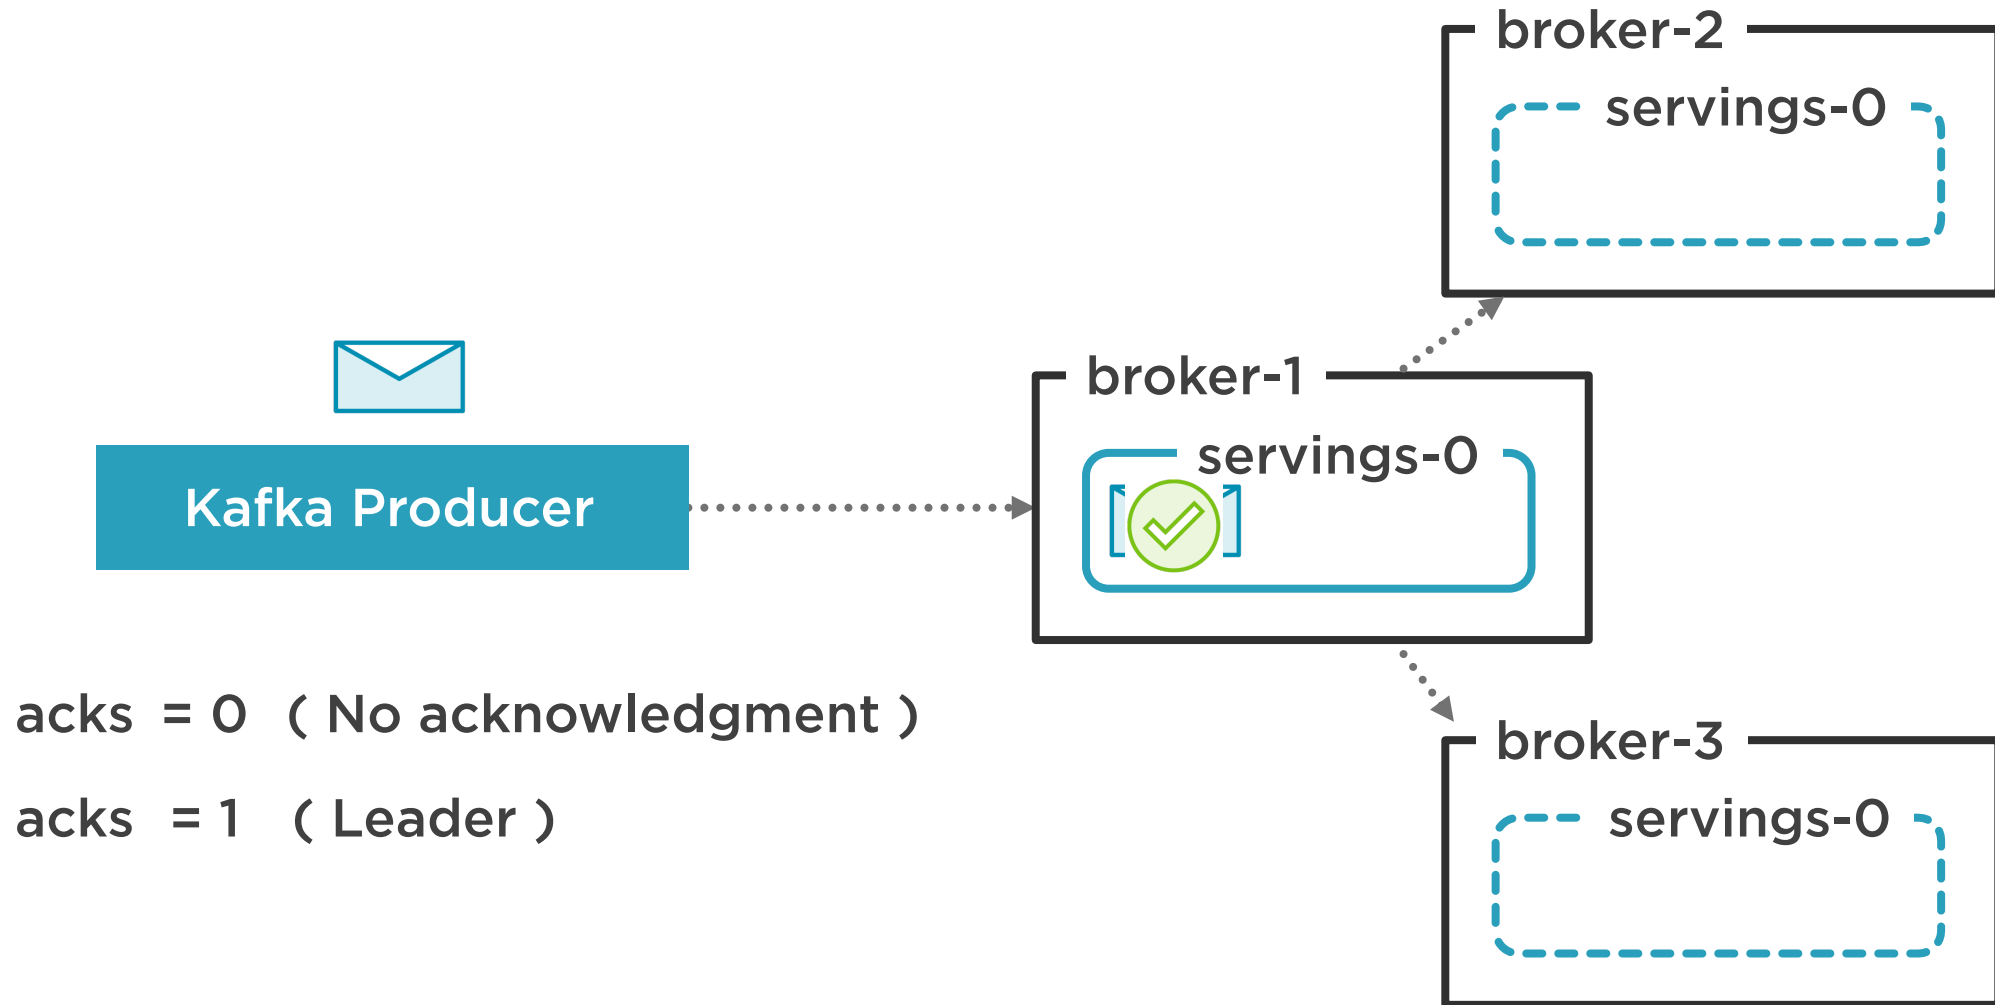 broker-2
servings-0
broker-1
servings-0
Kafka Producer
acks = 0 ( No acknowledgment )
acks = 1 ( Leader )
broker-3
servings-0